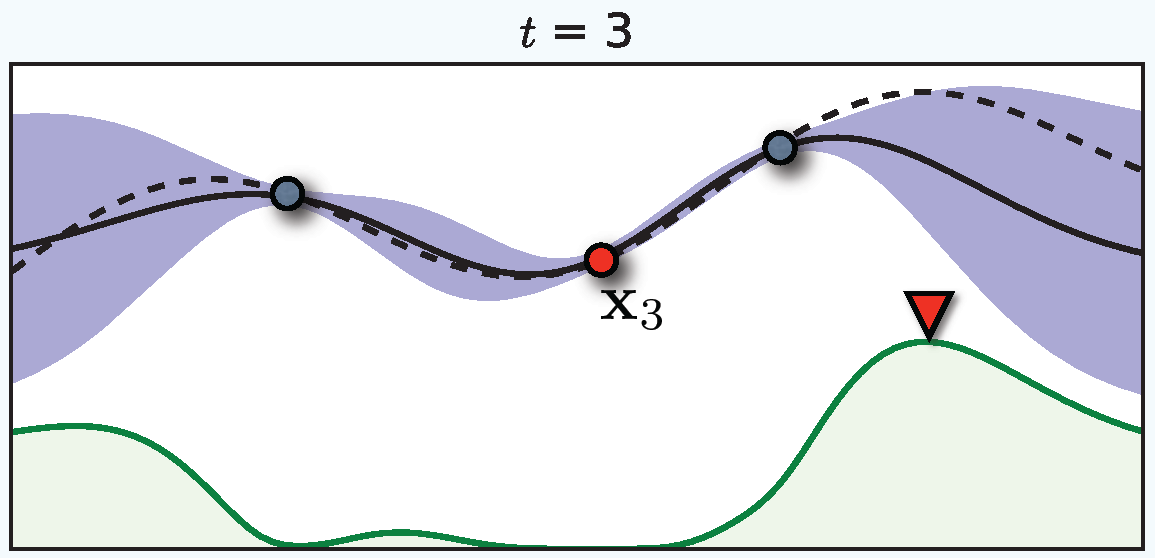 t = 3
x₃